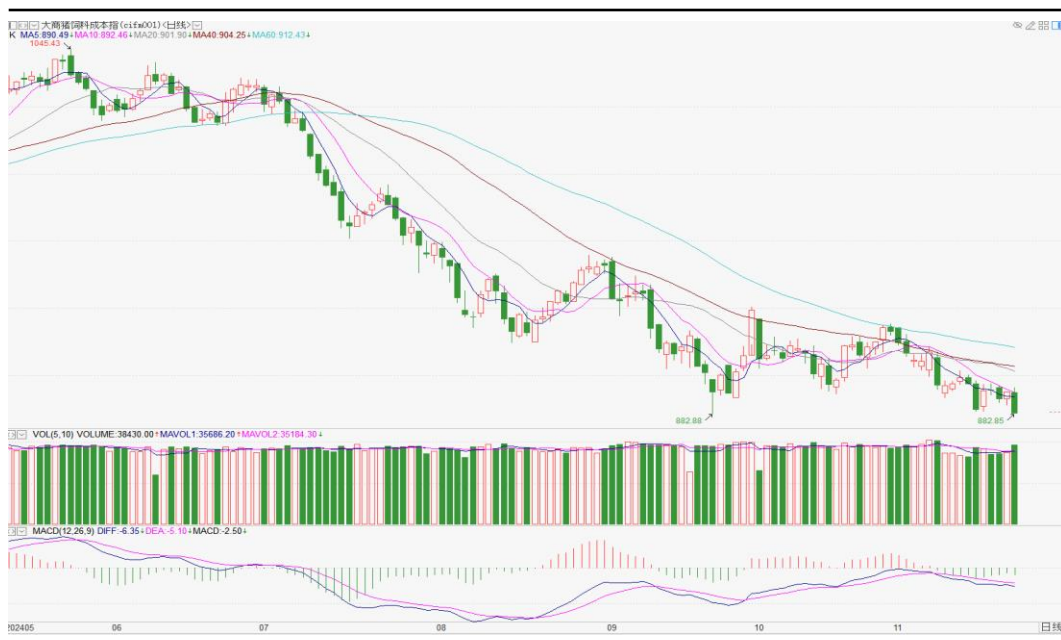 大商猪饲料成本指(cifm001)<日线>
K MA5:890.49↓MA10:892.46↓MA20:901.90↓MA40:904.25↓MA60:912.43↓
1045.43
882.88
882.85
VOL(5,10) VOLUME:38430.00↑MAVOL1:35686.20↑MAVOL2:35184.30↓
MACD(12,26,9) DIFF:-6.35↓DEA:-5.10↓MACD:-2.50↓
202405 06 07 08 09 10 11 日线